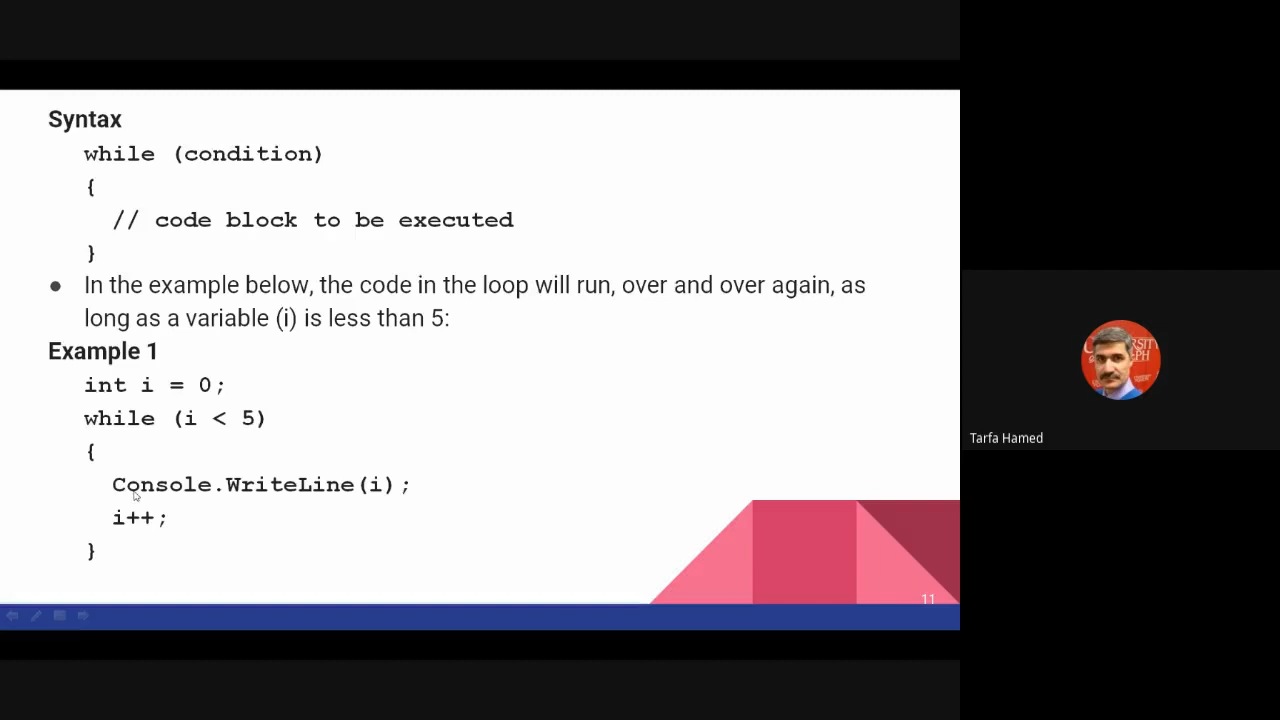 Syntax
while (condition)
{
// code block to be executed
}
● In the example below, the code in the loop will run, over and over again, as
long as a variable (i) is less than 5:
Example 1
int i = 0;
while (i < 5)
{
Console.WriteLine(i);
i++;
}
11
Tarfa Hamed